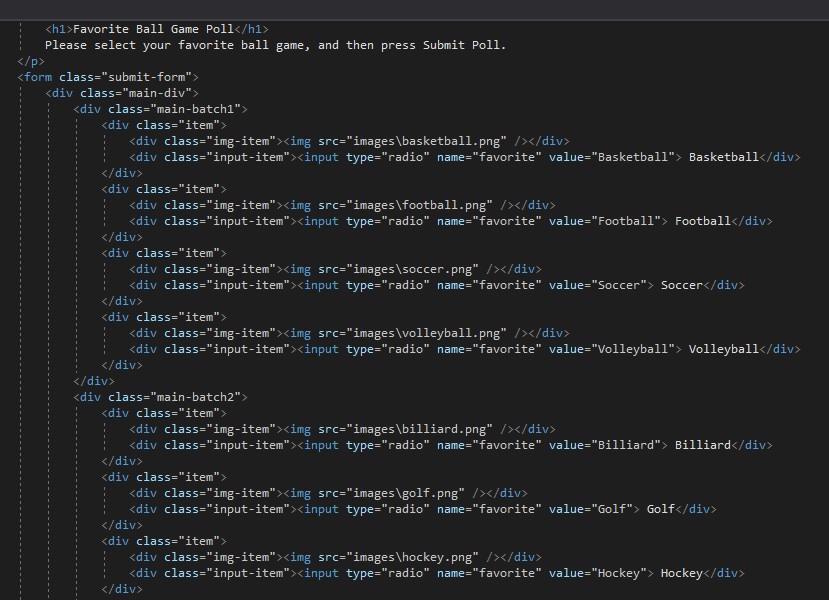 <h1>Favorite Ball Game Poll</h1>
Please select your favorite ball game, and then press Submit Poll.
</p>
<form class="submit-form">
<div class="main-div">
<div class="main-batch1">
<div class="item">
<div class="img-item"><img src="images\basketball.png" /></div>
<div class="input-item"><input type="radio" name="favorite" value="Basketball"> Basketball</div>
</div>
<div class="item">
<div class="img-item"><img src="images\football.png" /></div>
<div class="input-item"><input type="radio" name="favorite" value="Football"> Football</div>
</div>
<div class="item">
<div class="img-item"><img src="images\soccer.png" /></div>
<div class="input-item"><input type="radio" name="favorite" value="Soccer"> Soccer</div>
</div>
<div class="item">
<div class="img-item"><img src="images\volleyball.png" /></div>
<div class="input-item"><input type="radio" name="favorite" value="Volleyball"> Volleyball</div>
</div>
</div>
<div class="main-batch2">
<div class="item">
<div class="img-item"><img src="images\billiard.png" /></div>
<div class="input-item"><input type="radio" name="favorite" value="Billiard"> Billiard</div>
</div>
<div class="item">
<div class="img-item"><img src="images\golf.png" /></div>
<div class="input-item"><input type="radio" name="favorite" value="Golf"> Golf</div>
</div>
<div class="item">
<div class="img-item"><img src="images\hockey.png" /></div>
<div class="input-item"><input type="radio" name="favorite" value="Hockey"> Hockey</div>
</div>